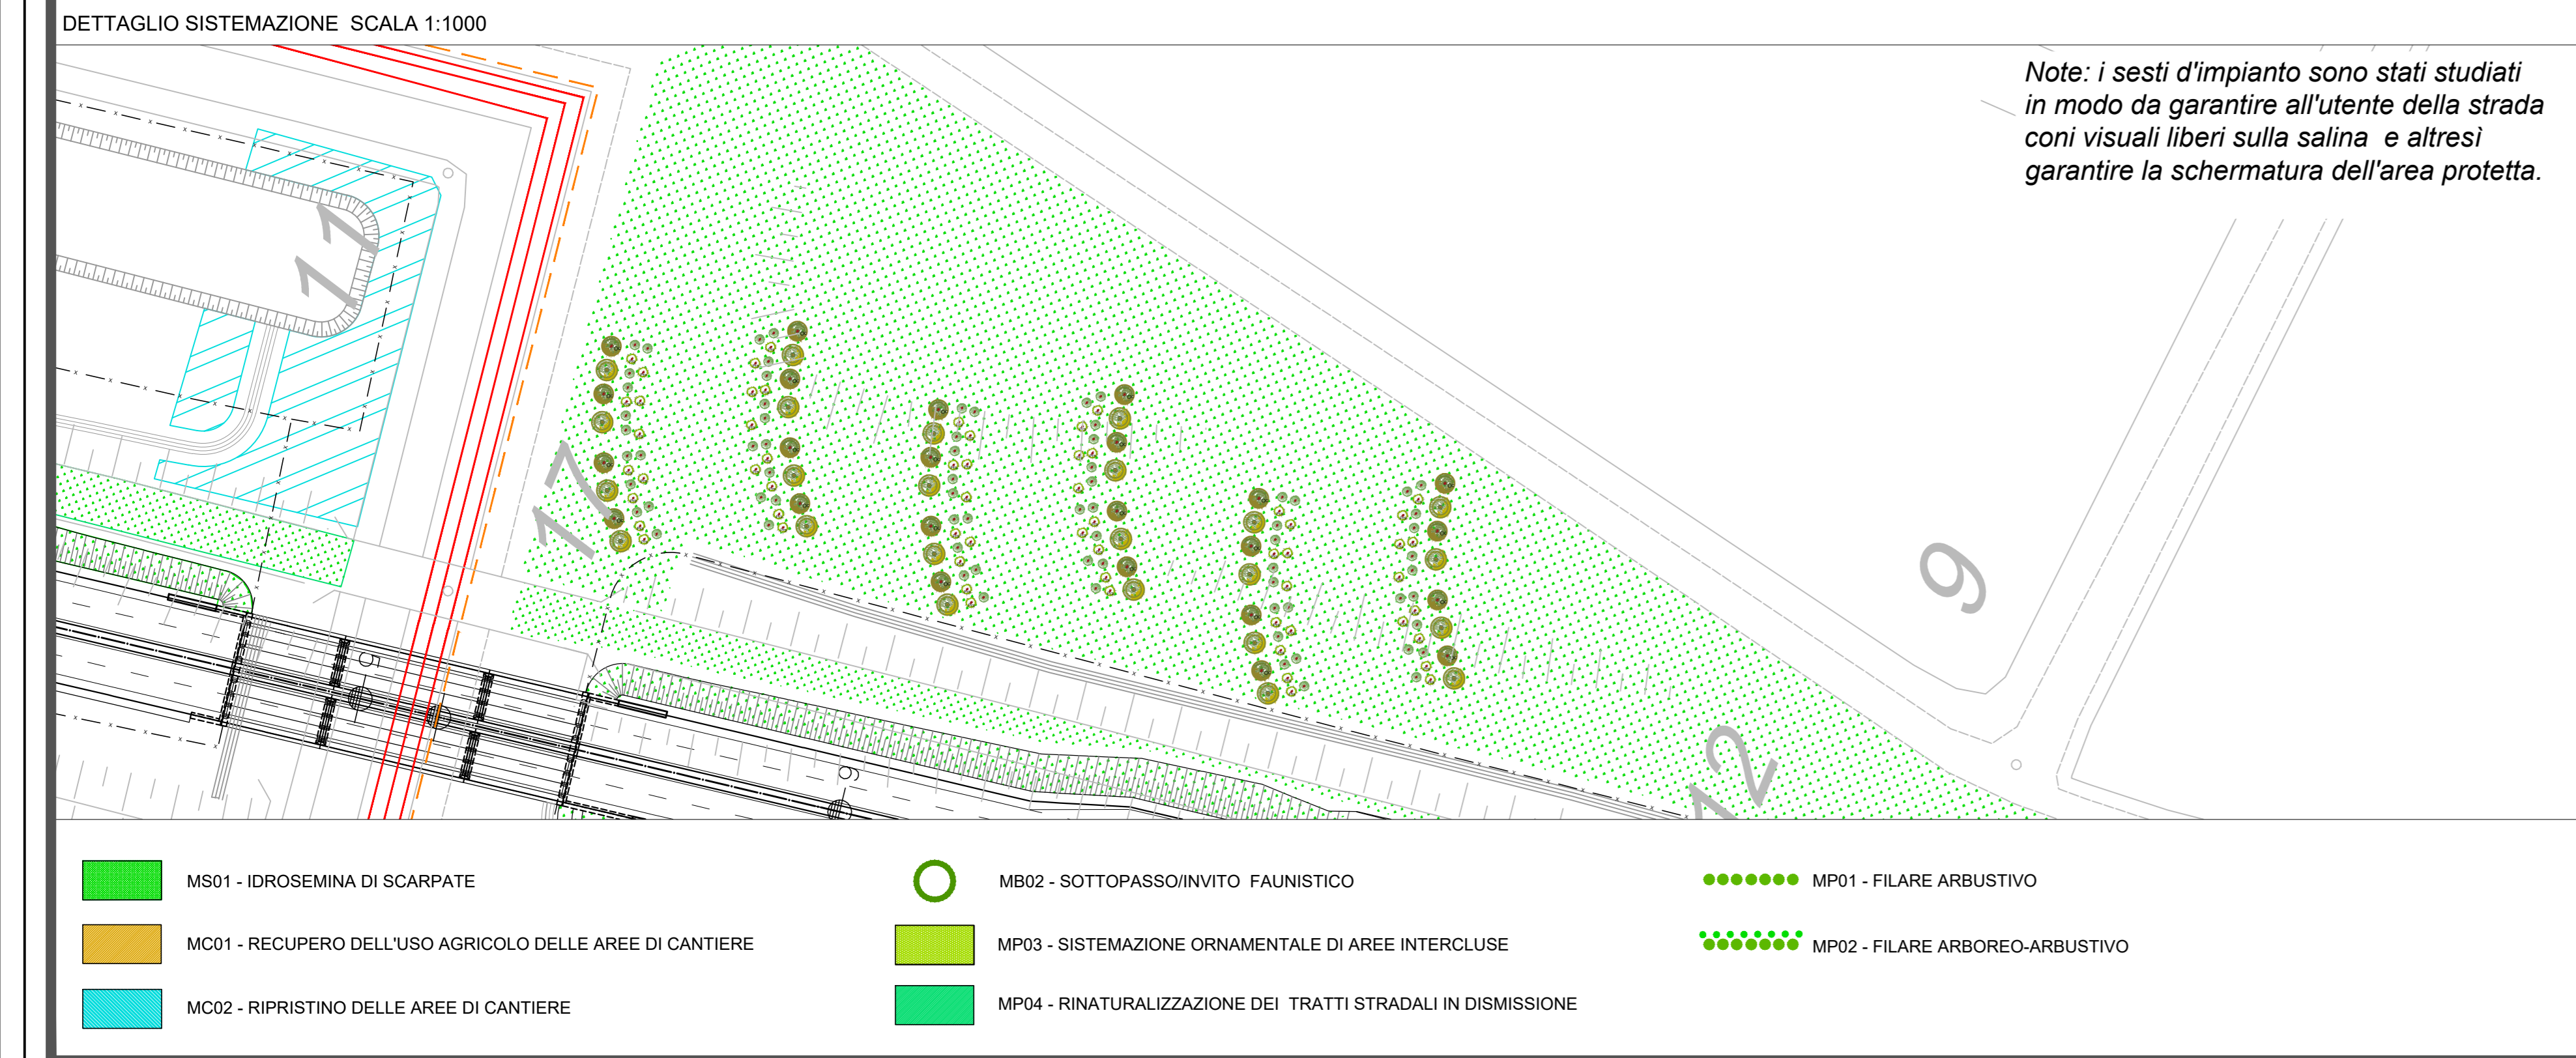 DETTAGLIO SISTEMAZIONE SCALA 1:1000
Note: i sesti d'impianto sono stati studiati
in modo da garantire all'utente della strada
coni visuali liberi sulla salina e altresì
garantire la schermatura dell'area protetta.
11
17
9
12
5
6
MS01 - IDROSEMINA DI SCARPATE
MC01 - RECUPERO DELL'USO AGRICOLO DELLE AREE DI CANTIERE
MC02 - RIPRISTINO DELLE AREE DI CANTIERE
MB02 - SOTTOPASSO/INVITO FAUNISTICO
MP03 - SISTEMAZIONE ORNAMENTALE DI AREE INTERCLUSE
MP04 - RINATURALIZZAZIONE DEI TRATTI STRADALI IN DISMISSIONE
MP01 - FILARE ARBUSTIVO
MP02 - FILARE ARBOREO-ARBUSTIVO